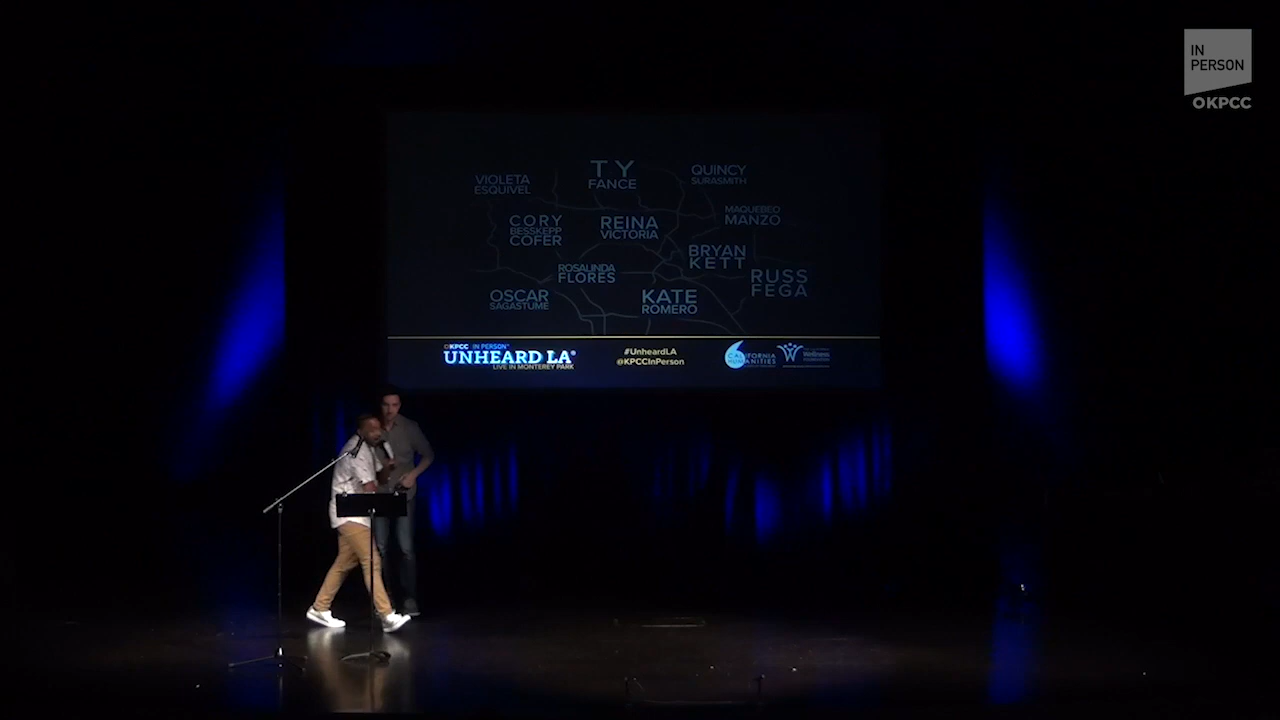 IN
PERSON
OKPCC
VIOLETA
ESQUIVEL
TY
FANCE
QUINCY
SURASMITH
CORY
BESSKEPP
COFER
REINA
VICTORIA
MAQUEBEO
MANZO
BRYAN
KETT
ROSALINDA
FLORES
RUSS
FEGA
OSCAR
SAGASTUME
KATE
ROMERO
OKPCC IN PERSON
UNHEARD LA
LIVE IN MONTEREY PARK
#UnheardLA
@KPCCInPerson
CALIFORNIA
HUMANITIES
Wellness